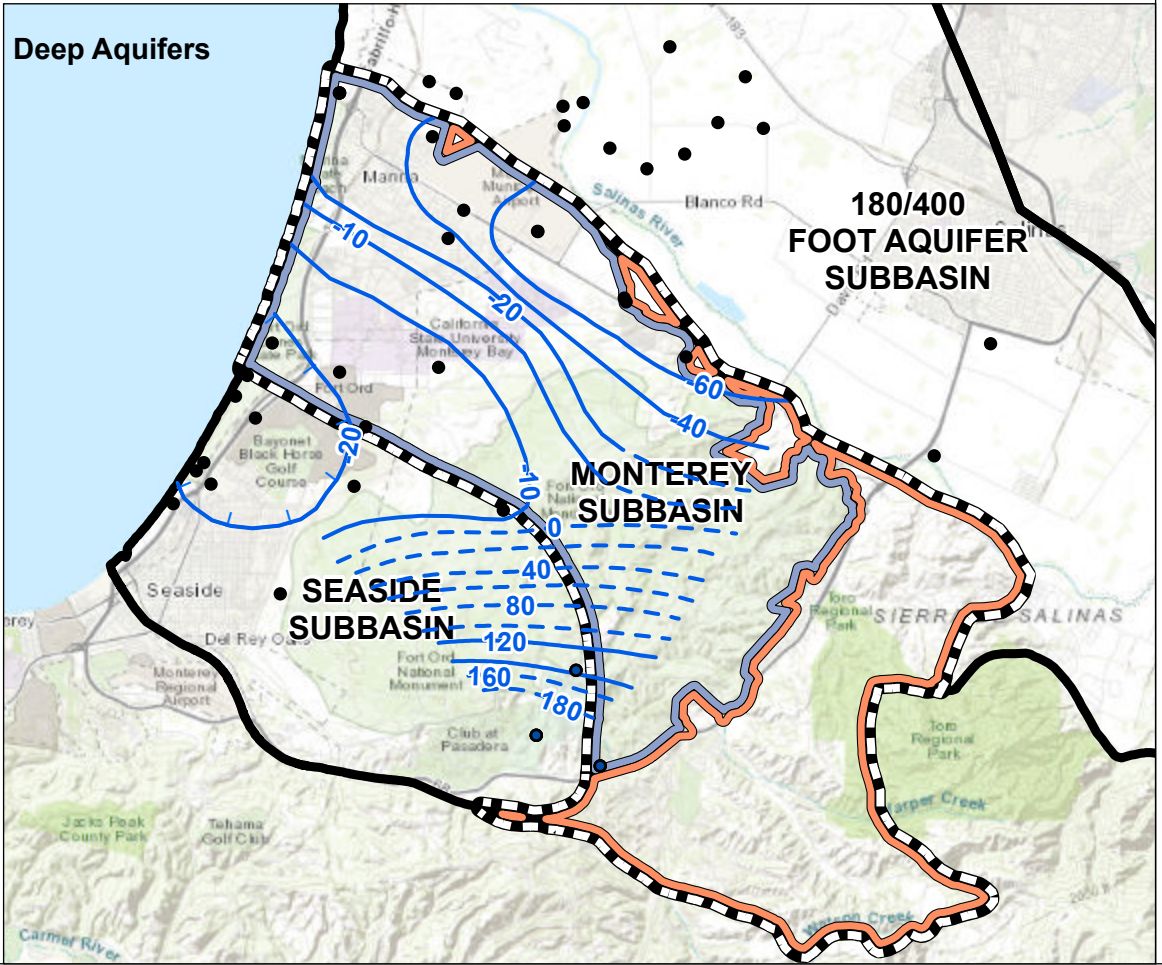 Deep Aquifers
183
Marina
Airport
Salinas River
Blanco Rd
180/400
FOOT AQUIFER
SUBBASIN
-10
-20
California
State University
Monterey Bay
Fort Ord
-60
-40
-20
Bayonet
Black Horse
Golf
Course
-10
MONTEREY
SUBBASIN
0
40
80
120
160
180
Seaside
SEASIDE
SUBBASIN
Del Rey Oaks
Monterey
Regional
Airport
Fort Ord
National
Monument
Club at
Pasadera
Toro
Regional
Park
SIERRA
SALINAS
Toro
Regional
Park
Harper Creek
Jacks Peak
County Park
Tehama
Golf Club
Watson Creek
Carmel River